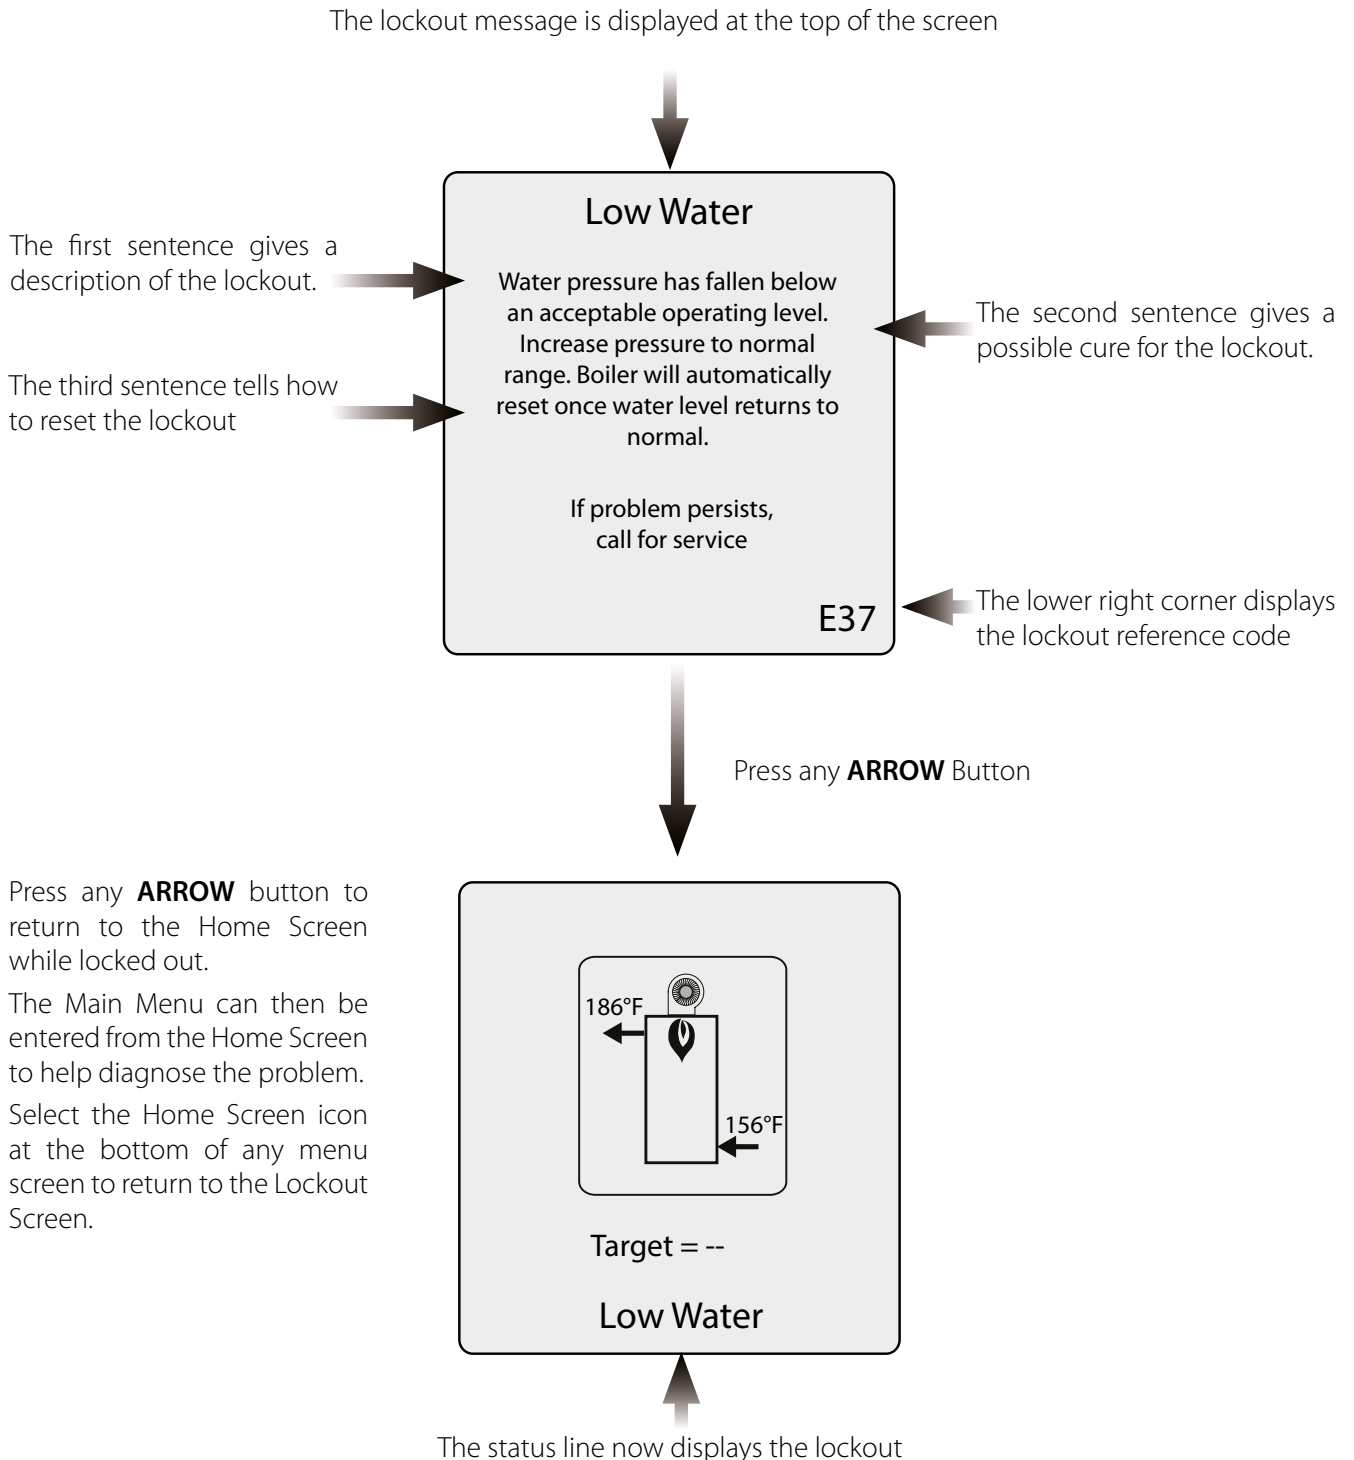 The lockout message is displayed at the top of the screen
Low Water
The first sentence gives a
description of the lockout.
Water pressure has fallen below
an acceptable operating level.
Increase pressure to normal
range. Boiler will automatically
reset once water level returns to
normal.
The second sentence gives a
possible cure for the lockout.
The third sentence tells how
to reset the lockout
If problem persists,
call for service
E37
The lower right corner displays
the lockout reference code
Press any ARROW Button
Press any ARROW button to
return to the Home Screen
while locked out.
The Main Menu can then be
entered from the Home Screen
to help diagnose the problem.
Select the Home Screen icon
at the bottom of any menu
screen to return to the Lockout
Screen.
186°F
156°F
Target = --
Low Water
The status line now displays the lockout